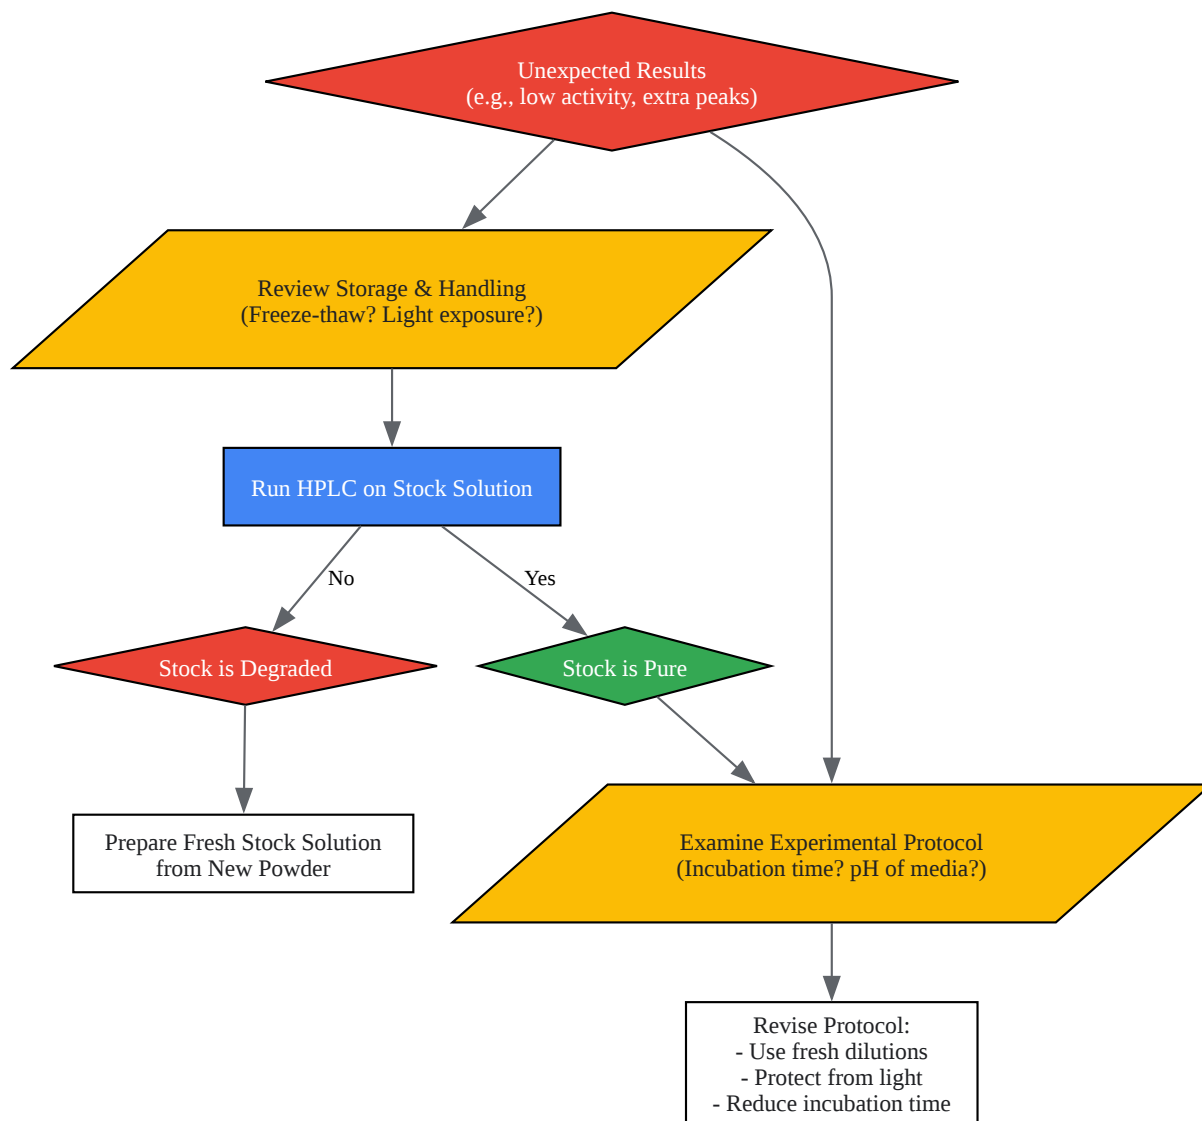 Unexpected Results
(e.g., low activity, extra peaks)
Review Storage & Handling
(Freeze-thaw? Light exposure?)
Run HPLC on Stock Solution
No
Yes
Stock is Degraded
Stock is Pure
Prepare Fresh Stock Solution
from New Powder
Examine Experimental Protocol
(Incubation time? pH of media?)
Revise Protocol:
- Use fresh dilutions
- Protect from light
- Reduce incubation time